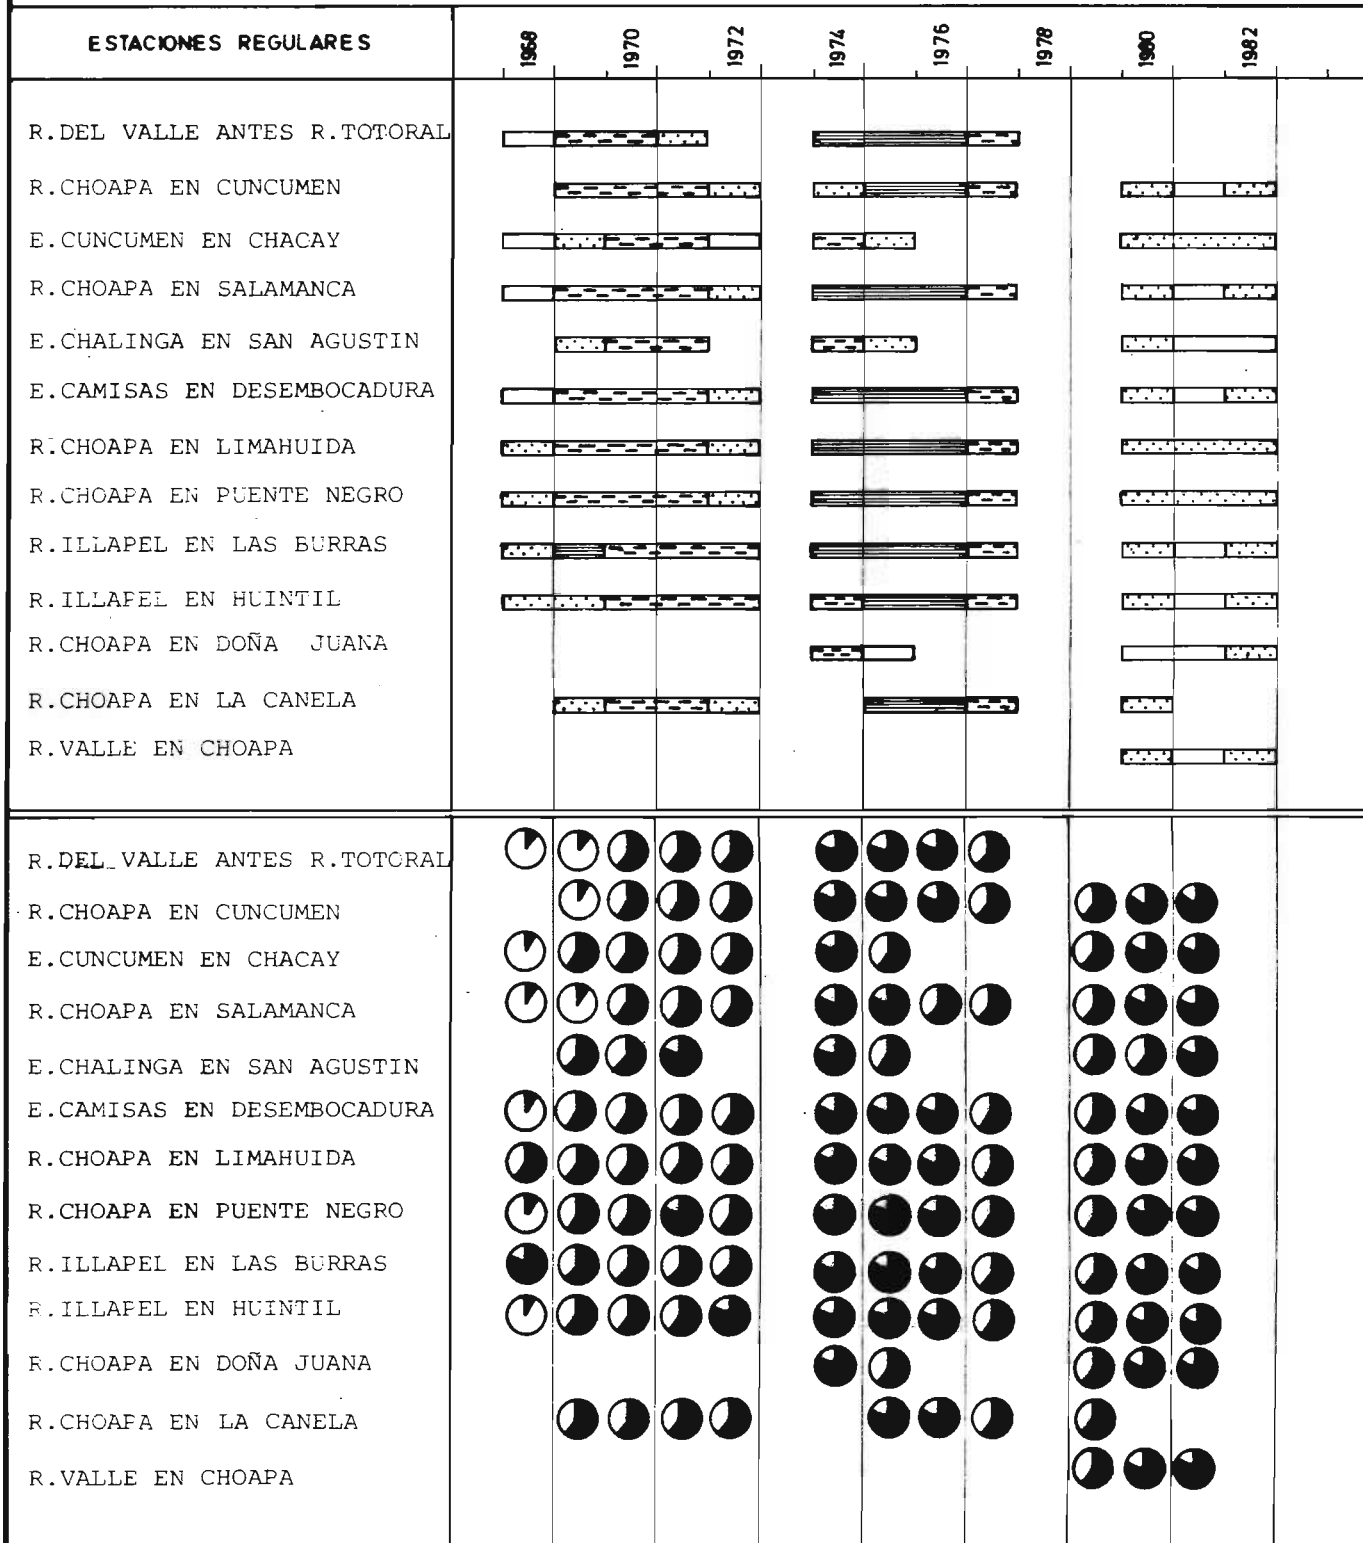 ESTACIONES REGULARES 1968 1970 1972 1974 1976 1978 1980 1982
R.DEL VALLE ANTES R.TOTORAL
R.CHOAPA EN CUNCUMEN
E.CUNCUMEN EN CHACAY
R.CHOAPA EN SALAMANCA
E.CHALINGA EN SAN AGUSTIN
E.CAMISAS EN DESEMBOCADURA
R.CHOAPA EN LIMAHUIDA
R.CHOAPA EN PUENTE NEGRO
R.ILLAPEL EN LAS BURRAS
R.ILLAPEL EN HUINTIL
R.CHOAPA EN DOÑA JUANA
R.CHOAPA EN LA CANELA
R.VALLE EN CHOAPA
R.DEL VALLE ANTES R.TOTORAL
R.CHOAPA EN CUNCUMEN
E.CUNCUMEN EN CHACAY
R.CHOAPA EN SALAMANCA
E.CHALINGA EN SAN AGUSTIN
E.CAMISAS EN DESEMBOCADURA
R.CHOAPA EN LIMAHUIDA
R.CHOAPA EN PUENTE NEGRO
R.ILLAPEL EN LAS BURRAS
R.ILLAPEL EN HUINTIL
R.CHOAPA EN DOÑA JUANA
R.CHOAPA EN LA CANELA
R.VALLE EN CHOAPA